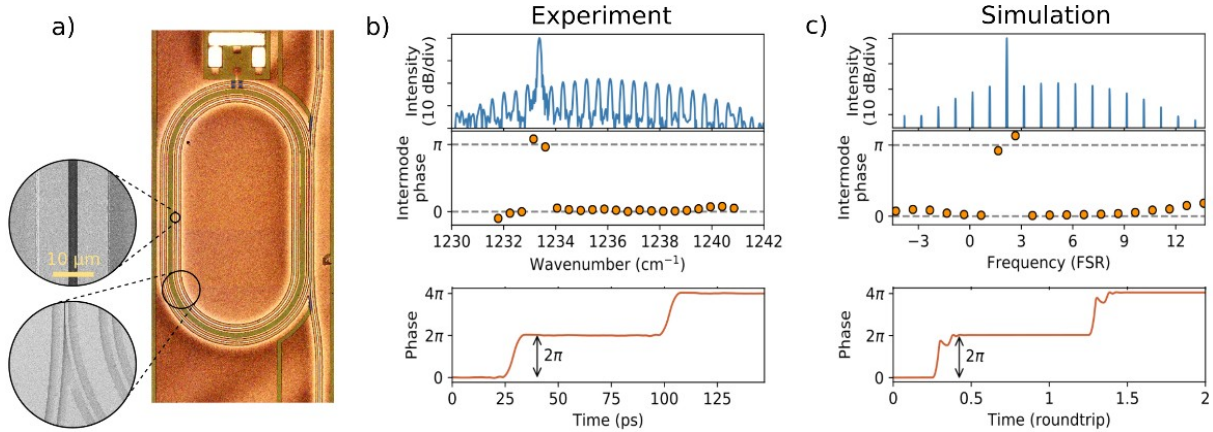 a)
10 μm
b)
Experiment
Intensity
(10 dB/div)
Intermode
phase
π
0
1230 1232 1234 1236 1238 1240 1242
Wavenumber (cm⁻¹)
Phase
4π
2π
0
2π
0 25 50 75 100 125
Time (ps)
c)
Simulation
Intensity
(10 dB/div)
Intermode
phase
π
0
−3 0 3 6 9 12
Frequency (FSR)
Phase
4π
2π
0
2π
0 0.5 1 1.5 2
Time (roundtrip)